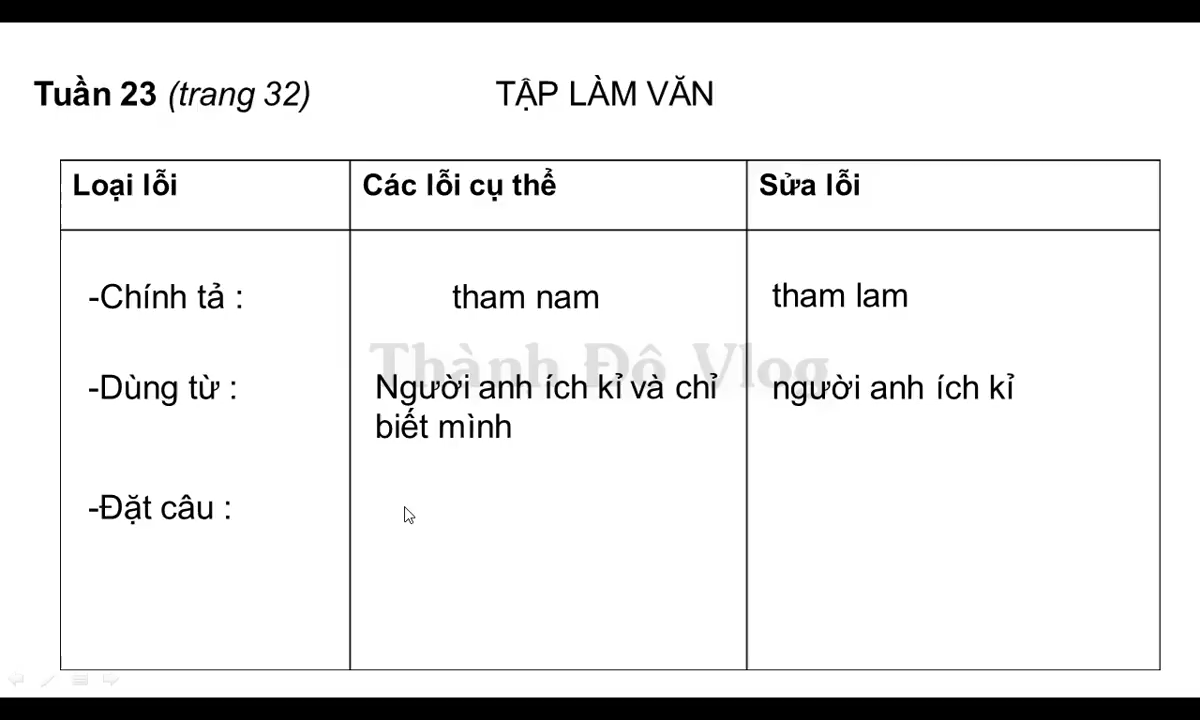 Tuần 23 (trang 32) TẬP LÀM VĂN
Loại lỗi Các lỗi cụ thể Sửa lỗi
-Chính tả : tham nam tham lam
Thành Đô Vlog
-Dùng từ : Người anh ích kỉ và chỉ người anh ích kỉ
biết mình
-Đặt câu :